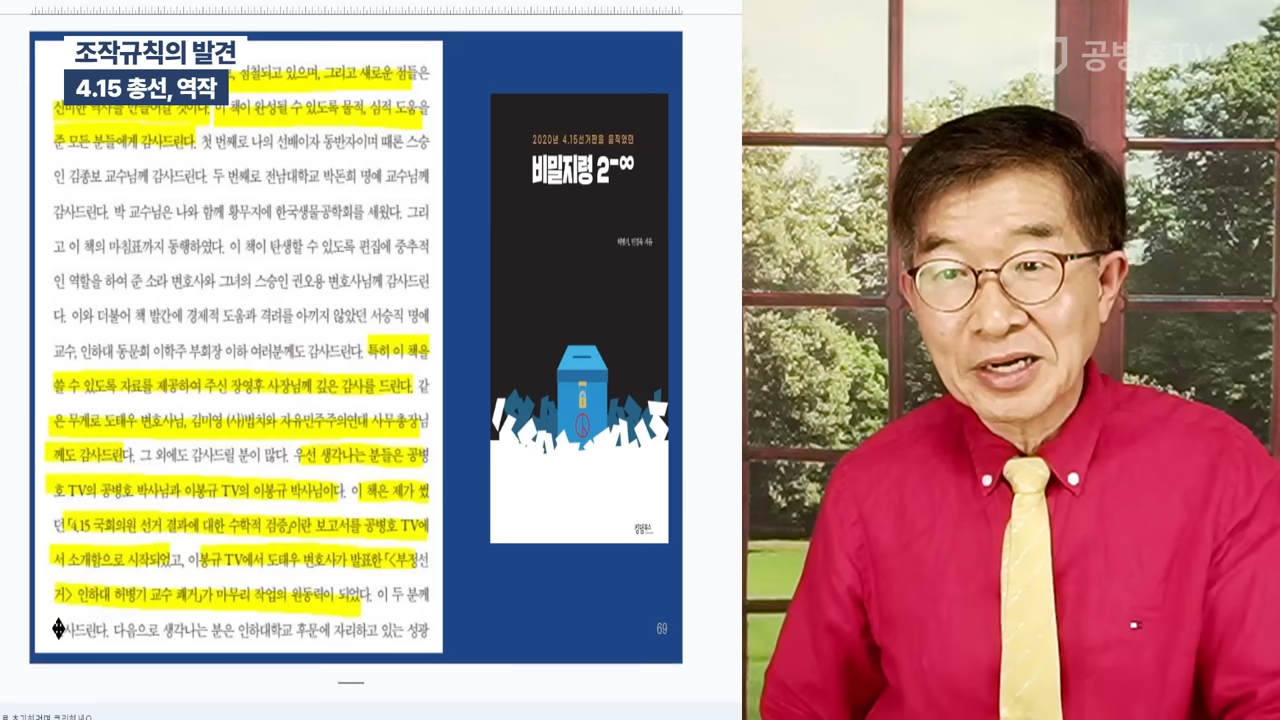 조작규칙의 발견
4.15 총선, 역작
공병호TV
심철되고 있으며, 그리고 새로운 점들은
이 책이 완성될 수 있도록 물적, 심적 도움을
준 모든 분들에게 감사드린다. 첫 번째로 나의 선배이자 동반자이며 때론 스승
인 김종보 교수님께 감사드린다. 두 번째로 전남대학교 박돈희 명예 교수님께
감사드린다. 박 교수님은 나와 함께 황무지에 한국생물공학회를 세웠다. 그리
고 이 책의 마침표까지 동행하였다. 이 책이 탄생할 수 있도록 편집에 중추적
인 역할을 하여 준 소라 변호사와 그녀의 스승인 권오용 변호사님께 감사드린
다. 이와 더불어 책 발간에 경제적 도움과 격려를 아끼지 않았던 서승직 명예
교수, 인하대 동문회 이학주 부회장 이하 여러분께도 감사드린다. 특히 이 책을
쓸 수 있도록 자료를 제공하여 주신 장영후 사장님께 깊은 감사를 드린다. 같
은 무게로 도태우 변호사님, 김미영 (사)법치와 자유민주주의연대 사무총장님
께도 감사드린다. 그 외에도 감사드릴 분이 많다. 우선 생각나는 분들은 공병
호 TV의 공병호 박사님과 이봉규 TV의 이봉규 박사님이다. 이 책은 제가 썼
던 「4.15 국회의원 선거 결과에 대한 수학적 검증」이란 보고서를 공병호 TV에
서 소개함으로 시작되었고, 이봉규 TV에서 도태우 변호사가 발표한 「<부정선
거> 인하대 허병기 교수 쾌거」가 마무리 작업의 원동력이 되었다. 이 두 분께
사드린다. 다음으로 생각나는 분은 인하대학교 후문에 자리하고 있는 성광
2020년 4.15선거판을 움직였던
비밀지령 2-∞
69